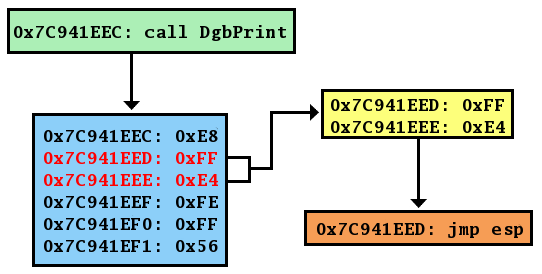 0x7C941EEC: call DgbPrint
0x7C941EEC: 0xE8
0x7C941EED: 0xFF
0x7C941EEE: 0xE4
0x7C941EEF: 0xFE
0x7C941EF0: 0xFF
0x7C941EF1: 0x56
0x7C941EED: 0xFF
0x7C941EEE: 0xE4
0x7C941EED: jmp esp